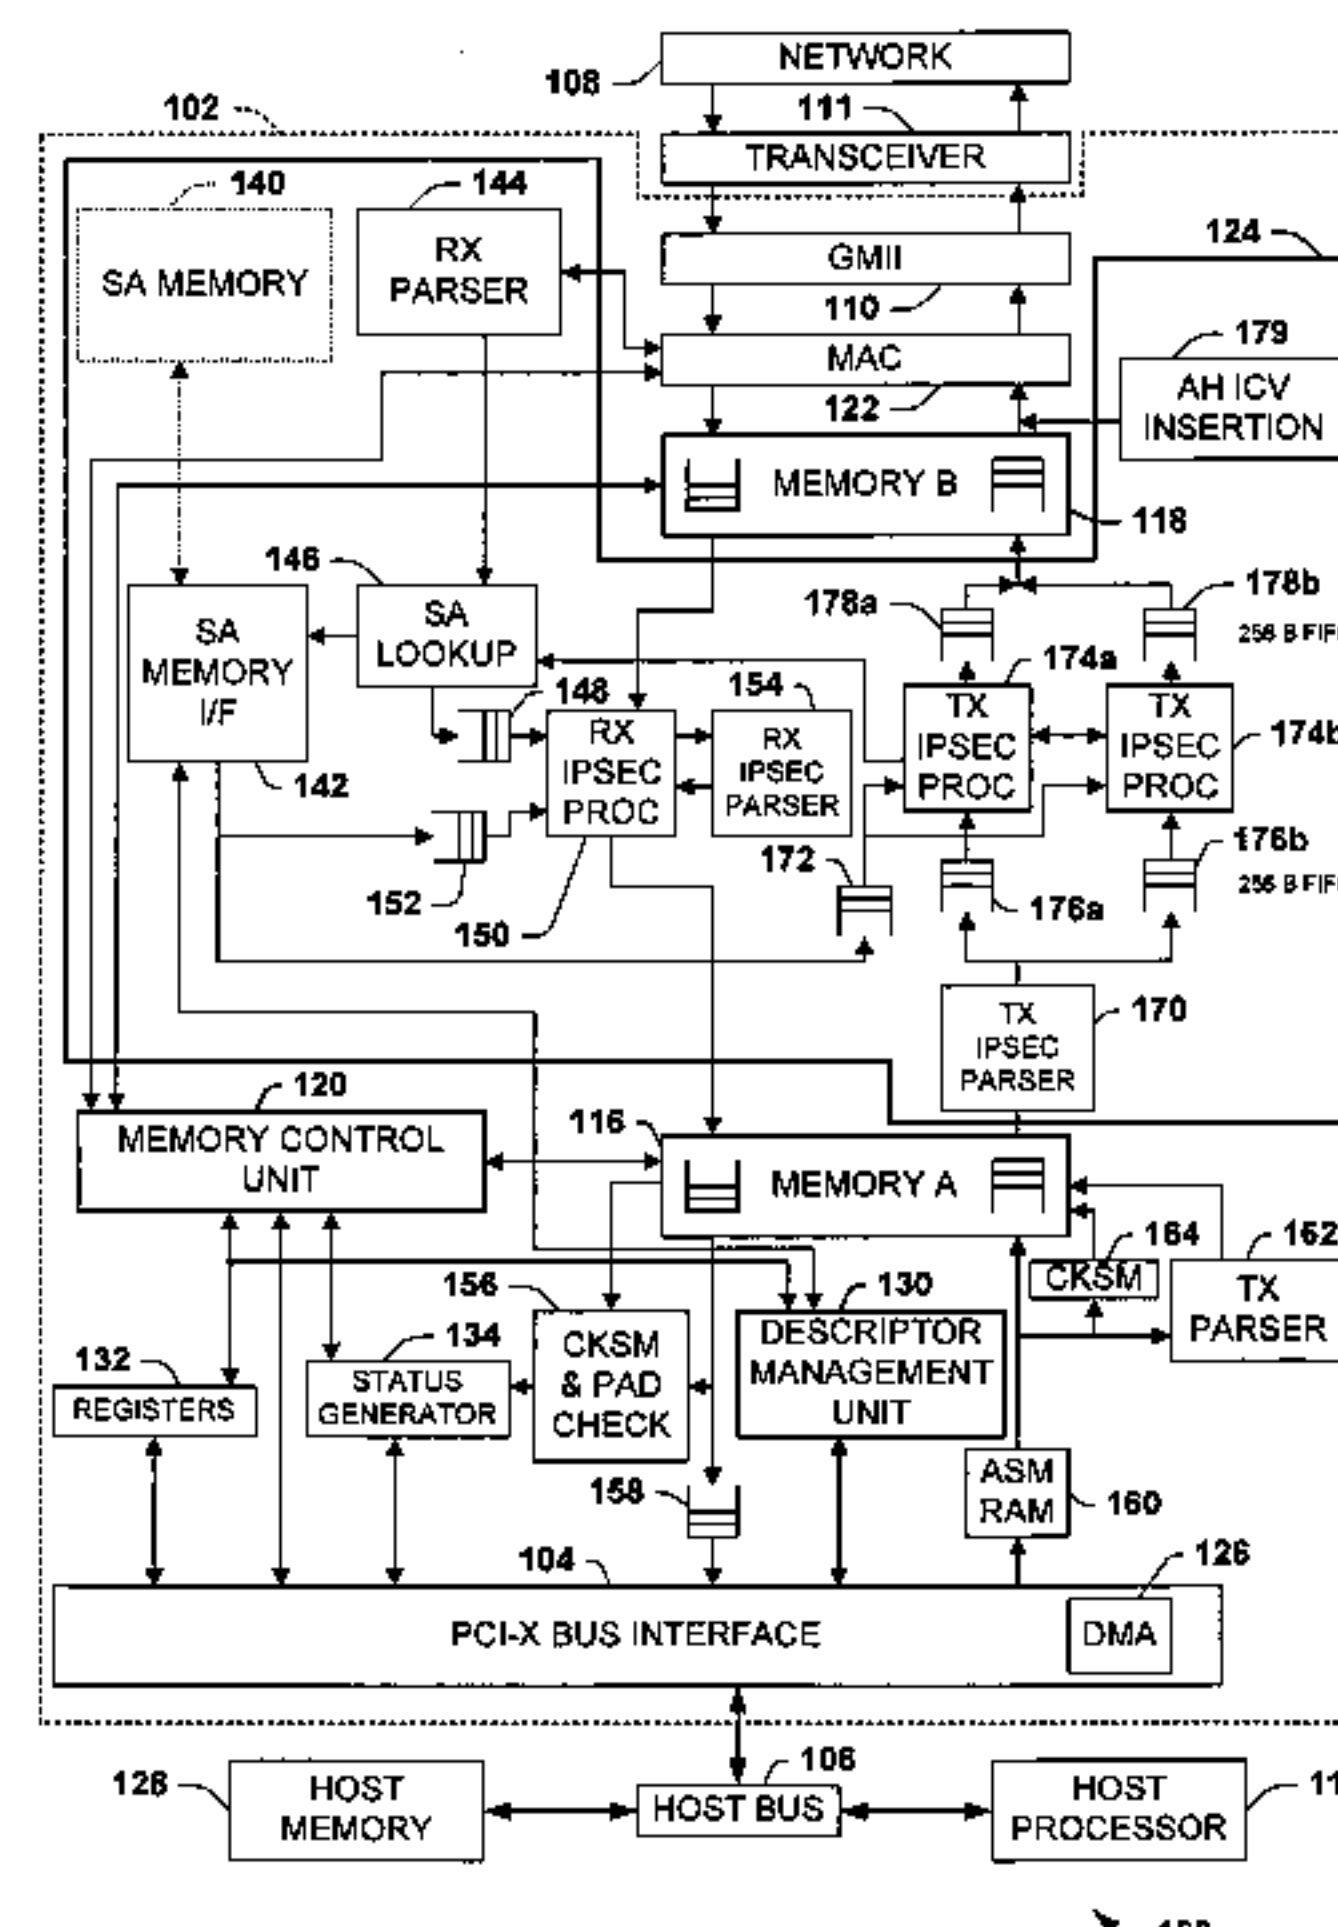 NETWORK
108
111
102
TRANSCEIVER
140
144
SA MEMORY
RX
PARSER
124
GMII
110
179
MAC
122
AH ICV
INSERTION
MEMORY B
118
146
178a
178b
SA
MEMORY
I/F
SA
LOOKUP
256 B
174a
148
154
TX
IPSEC
PROC
TX
IPSEC
PROC
174b
RX
IPSEC
PROC
RX
IPSEC
PARSER
142
172
176b
152
150
176a
256 B
TX
IPSEC
PARSER
170
120
116
MEMORY CONTROL
UNIT
MEMORY A
164
162
CKSM
TX
PARSER
156
130
134
132
CKSM
& PAD
CHECK
DESCRIPTOR
MANAGEMENT
UNIT
STATUS
GENERATOR
REGISTERS
ASM
RAM
158
160
104
126
PCI-X BUS INTERFACE
DMA
106
128
HOST
MEMORY
HOST BUS
HOST
PROCESSOR